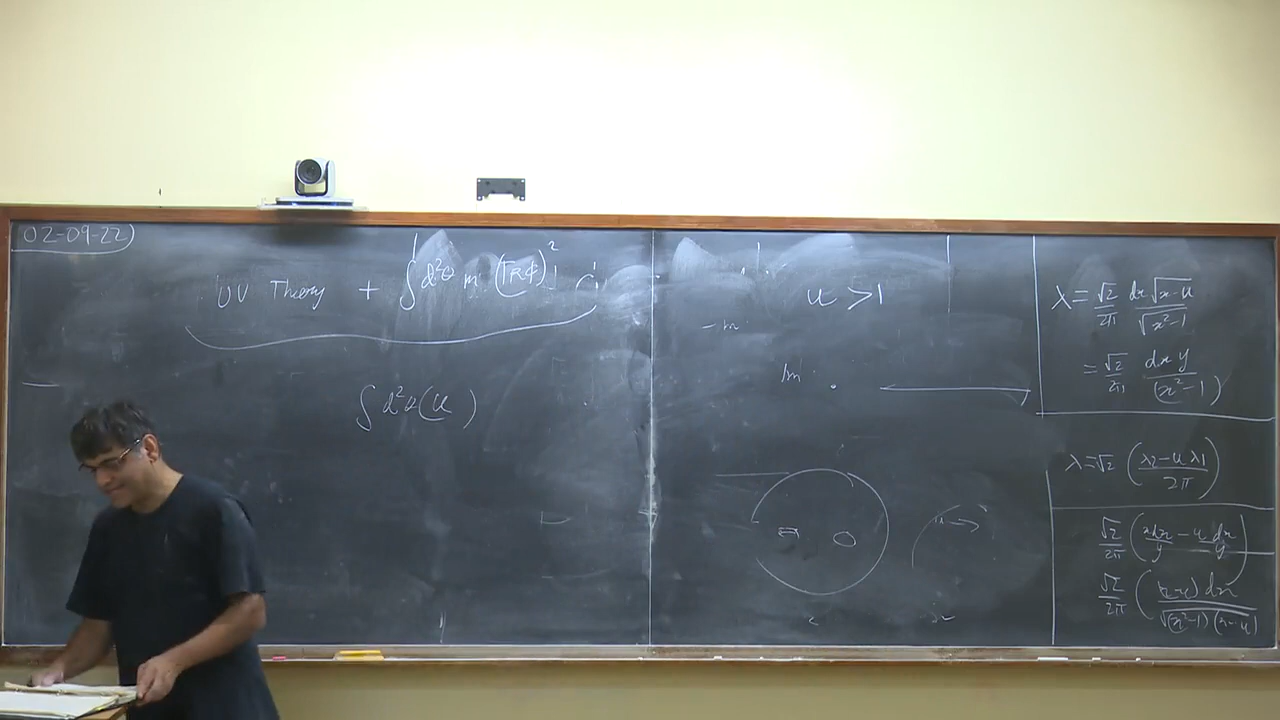 02-09-22
UV Theory + ∫d²θ m (Tr Φ)²
∫d²θ(u )
u > 1
- m
m .
λ = √2/2π dx√x-u/√x²-1
= √2/2π dx y/(x²-1)
λ = √2 (λ2 - u λ1/2π)
√2/2π (xdx/y - u dx/y)
√2/2π ((x-u) dx/√(x²-1)(x-u))